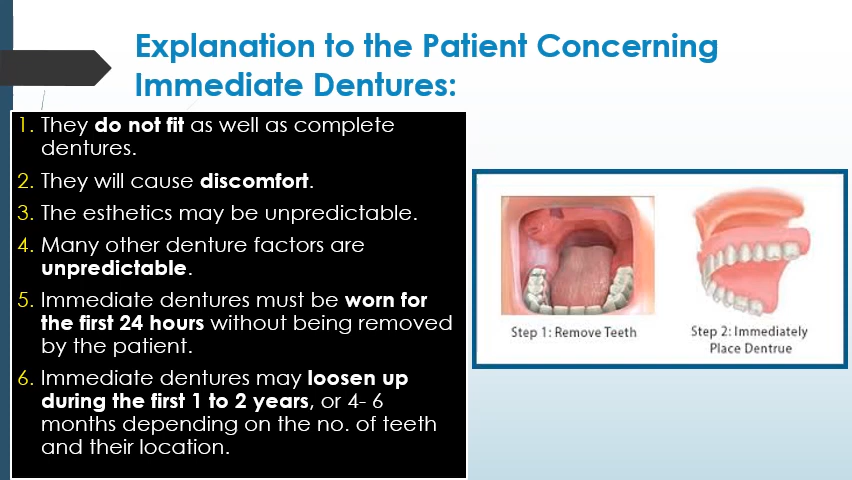 Explanation to the Patient Concerning
Immediate Dentures:
1. They do not fit as well as complete
dentures.
2. They will cause discomfort.
3. The esthetics may be unpredictable.
4. Many other denture factors are
unpredictable.
5. Immediate dentures must be worn for
the first 24 hours without being removed
by the patient.
6. Immediate dentures may loosen up
during the first 1 to 2 years, or 4- 6
months depending on the no. of teeth
and their location.
Step 1: Remove Teeth
Step 2: Immediately
Place Dentrue